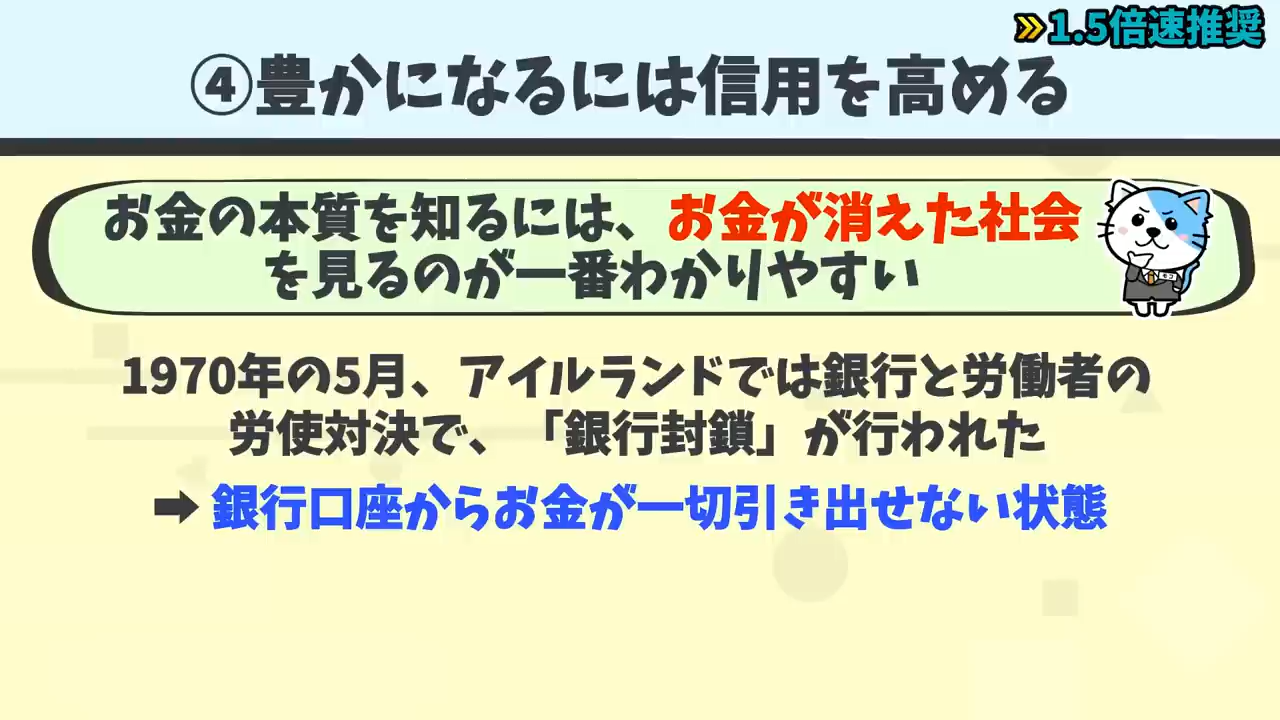 »1.5倍速推奨
④豊かになるには信用を高める
お金の本質を知るには、お金が消えた社会
を見るのが一番わかりやすい
1970年の5月、アイルランドでは銀行と労働者の
労使対決で、「銀行封鎖」が行われた
➡ 銀行口座からお金が一切引き出せない状態